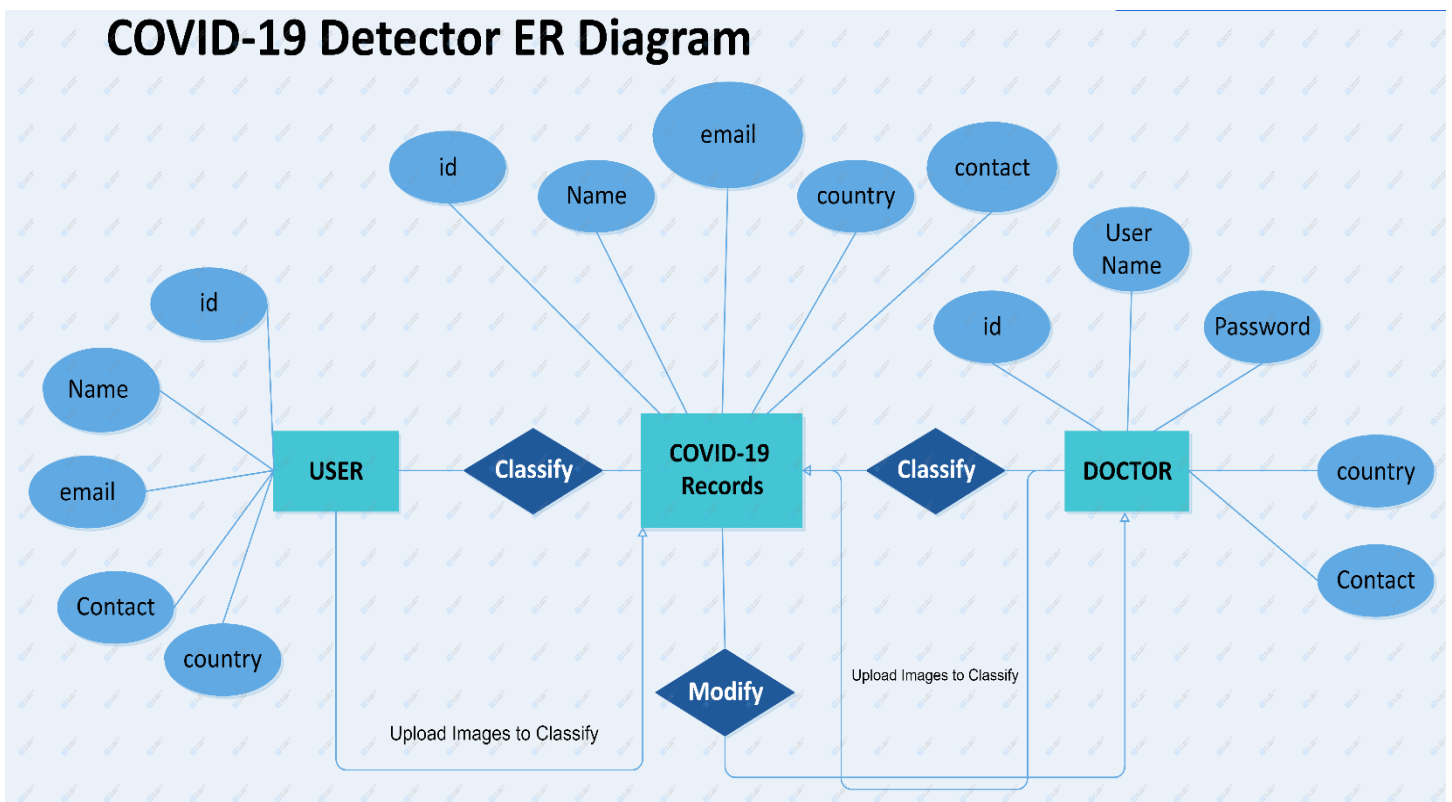 COVID-19 Detector ER Diagram
email
id
contact
Name
country
User
Name
id
id
Password
Name
COVID-19
Records
USER
Classify
Classify
DOCTOR
country
email
Contact
Contact
country
Upload Images to Classify
Modify
Upload Images to Classify